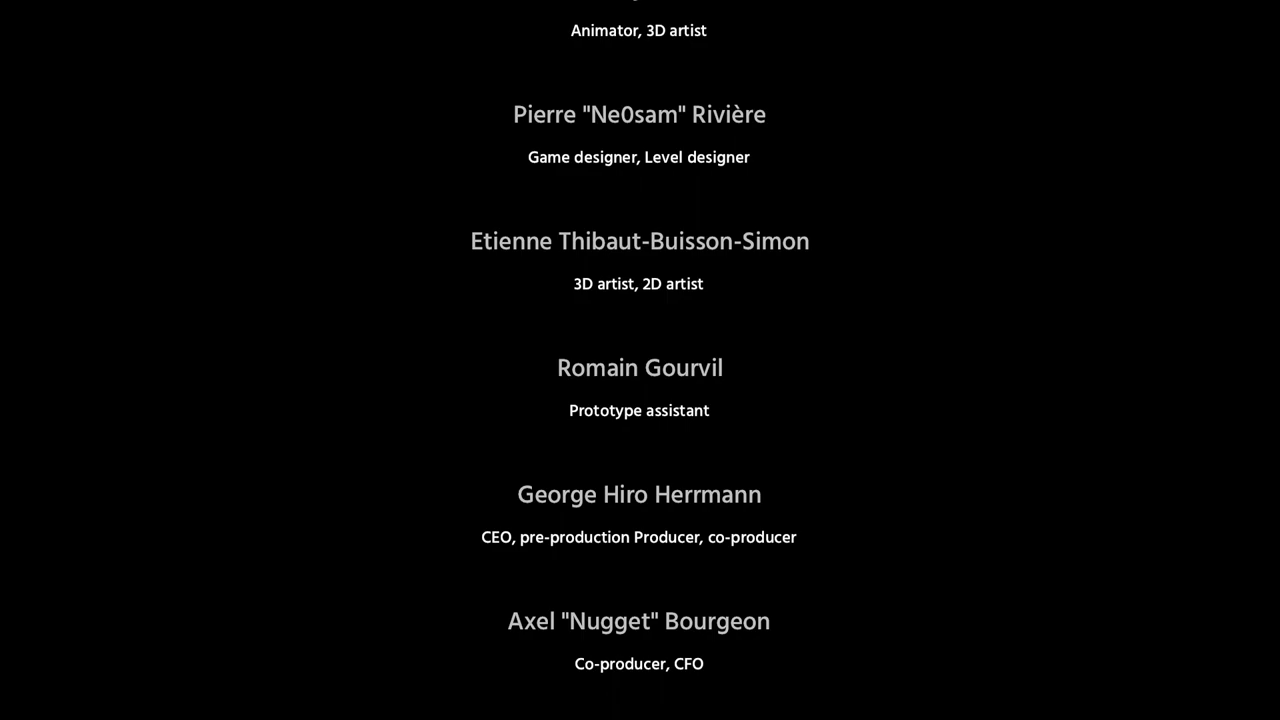 Animator, 3D artist
Pierre "Ne0sam" Rivière
Game designer, Level designer
Etienne Thibaut-Buisson-Simon
3D artist, 2D artist
Romain Gourvil
Prototype assistant
George Hiro Herrmann
CEO, pre-production Producer, co-producer
Axel "Nugget" Bourgeon
Co-producer, CFO